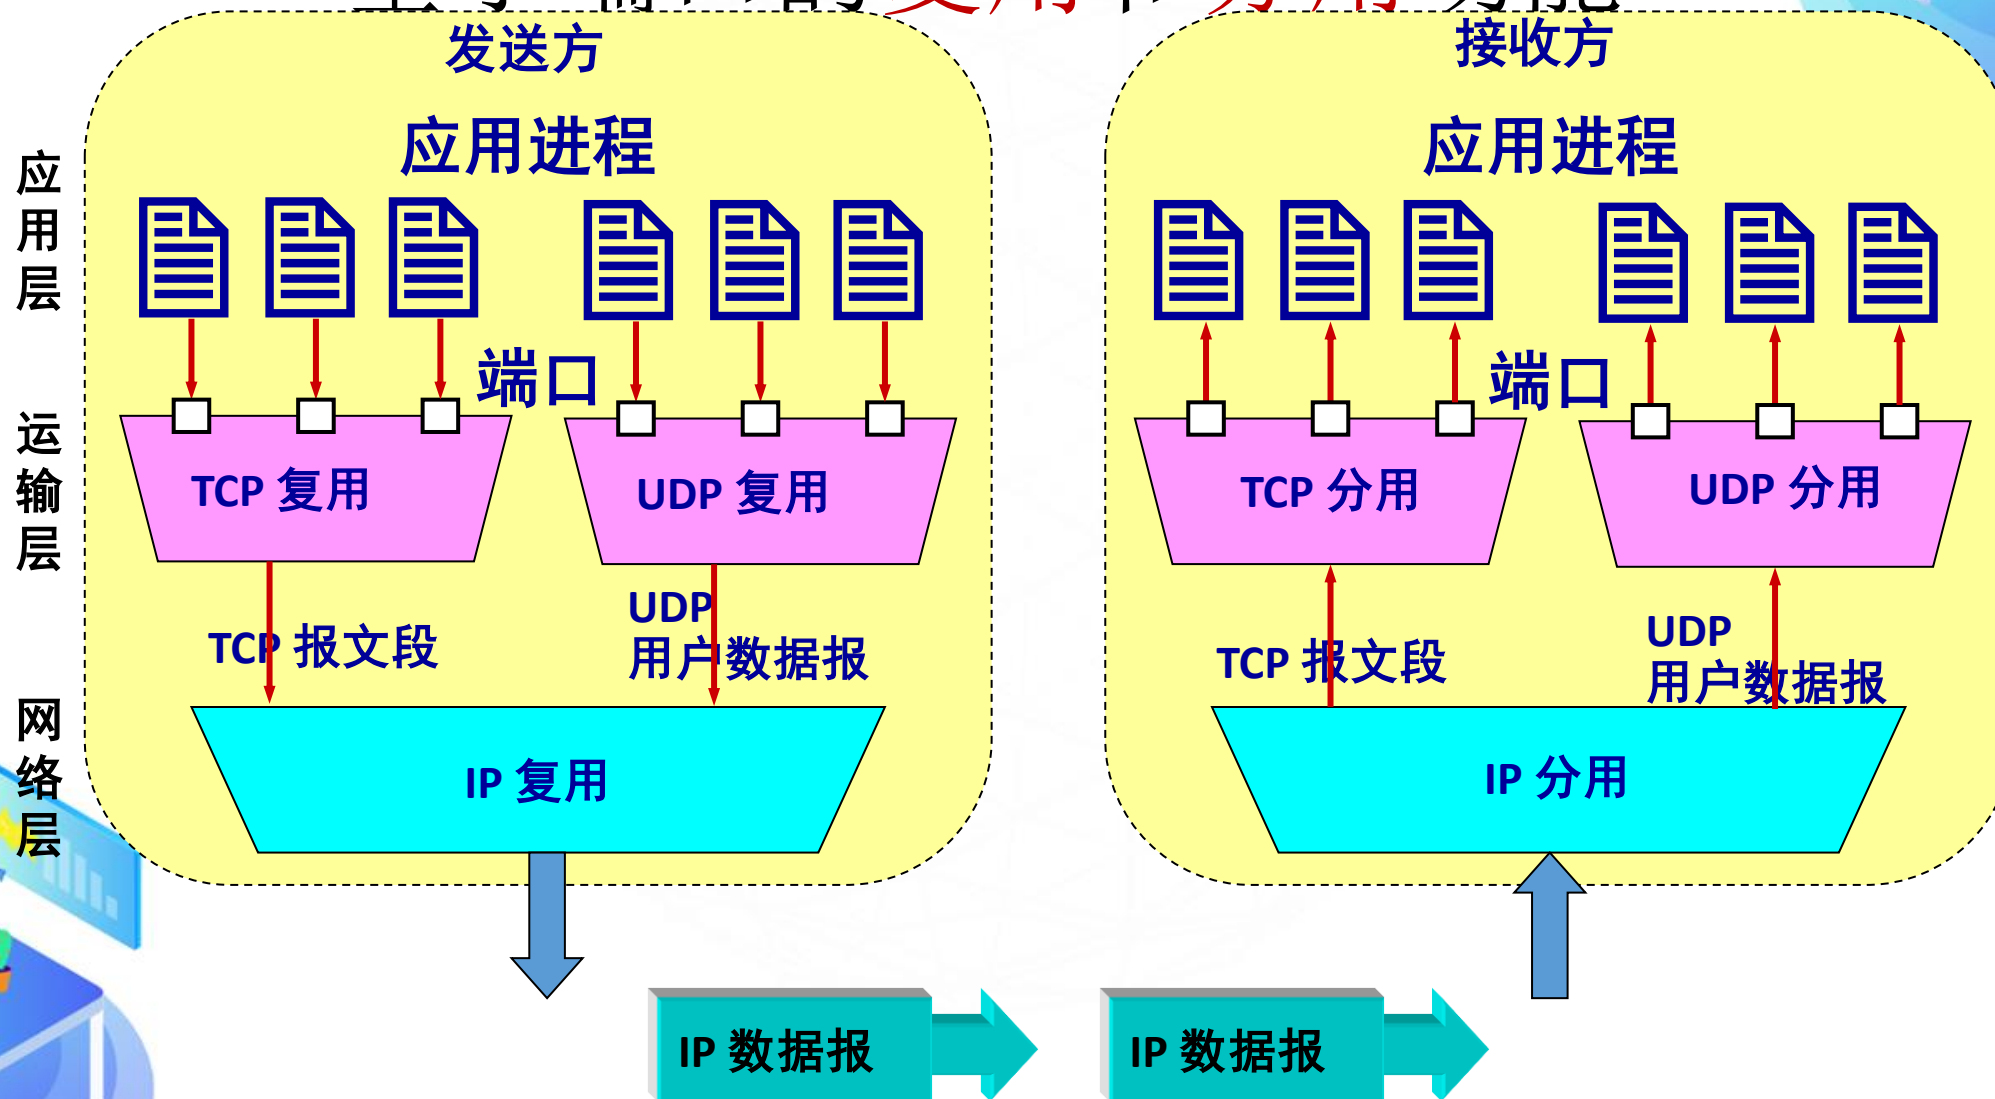 发送方
接收方
应用进程
应用进程
应用层
端口
端口
运输层
TCP 复用
UDP 复用
TCP 分用
UDP 分用
TCP 报文段
UDP
用户数据报
TCP 报文段
UDP
用户数据报
网络层
IP 复用
IP 分用
IP 数据报
IP 数据报